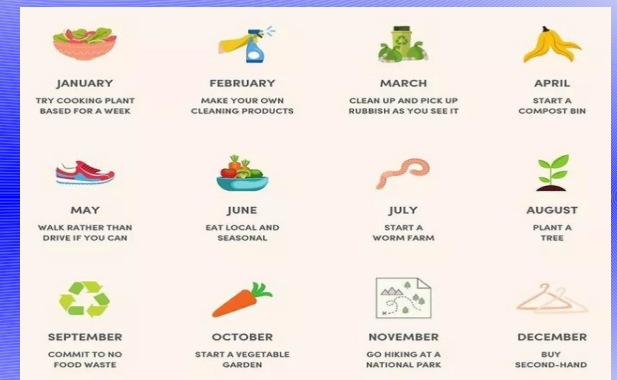 JANUARY
TRY COOKING PLANT
BASED FOR A WEEK
FEBRUARY
MAKE YOUR OWN
CLEANING PRODUCTS
MARCH
CLEAN UP AND PICK UP
RUBBISH AS YOU SEE IT
APRIL
START A
COMPOST BIN
MAY
WALK RATHER THAN
DRIVE IF YOU CAN
JUNE
EAT LOCAL AND
SEASONAL
JULY
START A
WORM FARM
AUGUST
PLANT A
TREE
SEPTEMBER
COMMIT TO NO
FOOD WASTE
OCTOBER
START A VEGETABLE
GARDEN
NOVEMBER
GO HIKING AT A
NATIONAL PARK
DECEMBER
BUY
SECOND-HAND